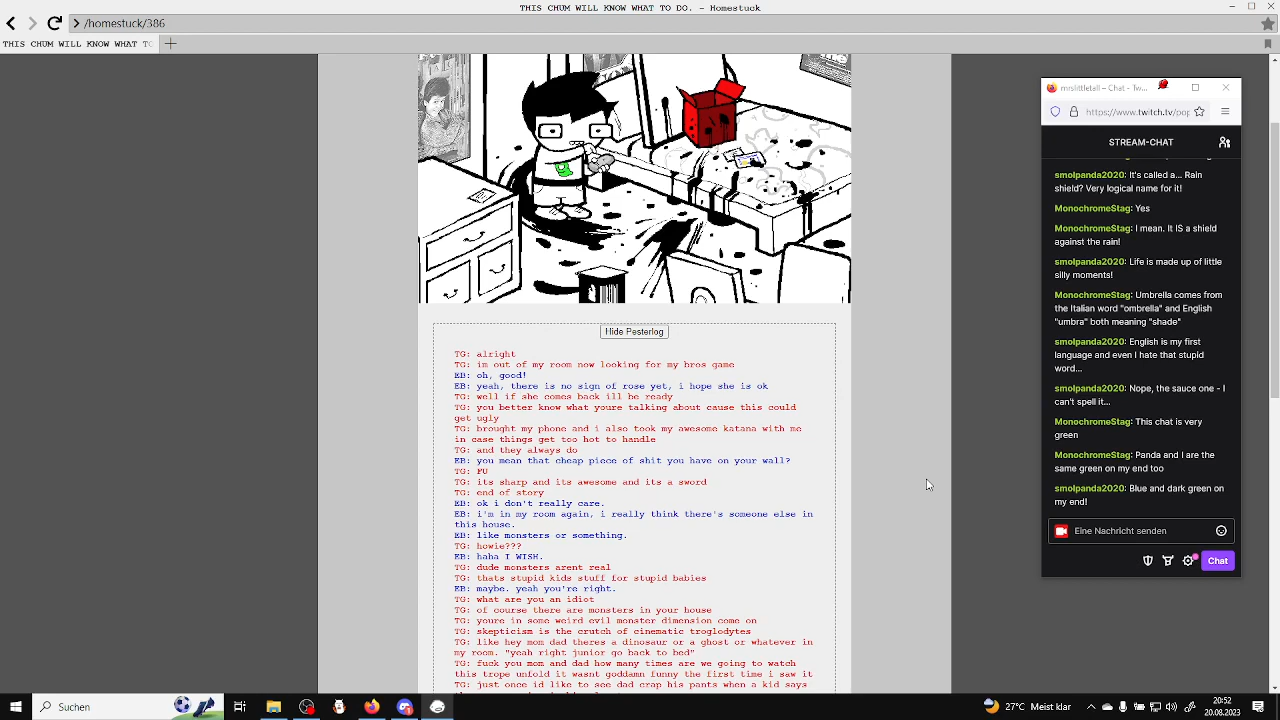 THIS CHUM WILL KNOW WHAT TO DO. - Homestuck
/homestuck/386
THIS CHUM WILL KNOW WHAT TO
Hide Pesterlog
TG: alright
TG: im out of my room now looking for my bros game
EB: oh, good!
EB: yeah, there is no sign of rose yet, i hope she is ok
TG: well if she comes back ill be ready
TG: you better know what youre talking about cause this could
get ugly
TG: brought my phone and i also took my awesome katana with me
in case things get too hot to handle
TG: and they always do
EB: you mean that cheap piece of shit you have on your wall?
TG: FU
TG: its sharp and its awesome and its a sword
TG: end of story
EB: ok i don't really care.
EB: i'm in my room again, i really think there's someone else in
this house.
EB: like monsters or something.
TG: howie???
EB: haha I WISH.
TG: dude monsters arent real
TG: thats stupid kids stuff for stupid babies
EB: maybe. yeah you're right.
TG: what are you an idiot
TG: of course there are monsters in your house
TG: youre in some weird evil monster dimension come on
TG: skepticism is the crutch of cinematic troglodytes
TG: like hey mom dad theres a dinosaur or a ghost or whatever in
my room. "yeah right junior go back to bed"
TG: fuck you mom and dad how many times are we going to watch
this trope unfold it wasnt goddamn funny the first time i saw it
TG: just once id like to see dad crap his pants when a kid says
mrslittletall – Chat - Tw...
https://www.twitch.tv/pop
STREAM-CHAT
smolpanda2020: It's called a... Rain
shield? Very logical name for it!
MonochromeStag: Yes
MonochromeStag: I mean. It IS a shield
against the rain!
smolpanda2020: Life is made up of little
silly moments!
MonochromeStag: Umbrella comes from
the Italian word "ombrella" and English
"umbra" both meaning "shade"
smolpanda2020: English is my first
language and even I hate that stupid
word...
smolpanda2020: Nope, the sauce one - I
can't spell it...
MonochromeStag: This chat is very
green
MonochromeStag: Panda and I are the
same green on my end too
smolpanda2020: Blue and dark green on
my end!
Eine Nachricht senden
Chat
Suchen
27°C Meist klar
20:52
20.08.2023